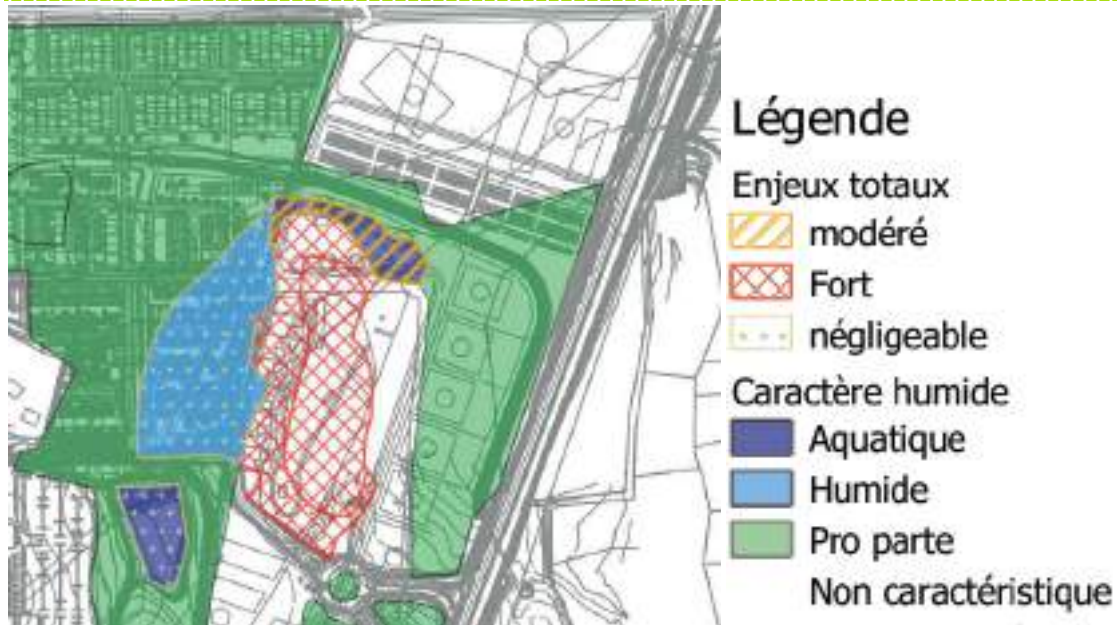 Légende
Enjeux totaux
modéré
Fort
négligeable
Caractère humide
Aquatique
Humide
Pro parte
Non caractéristique